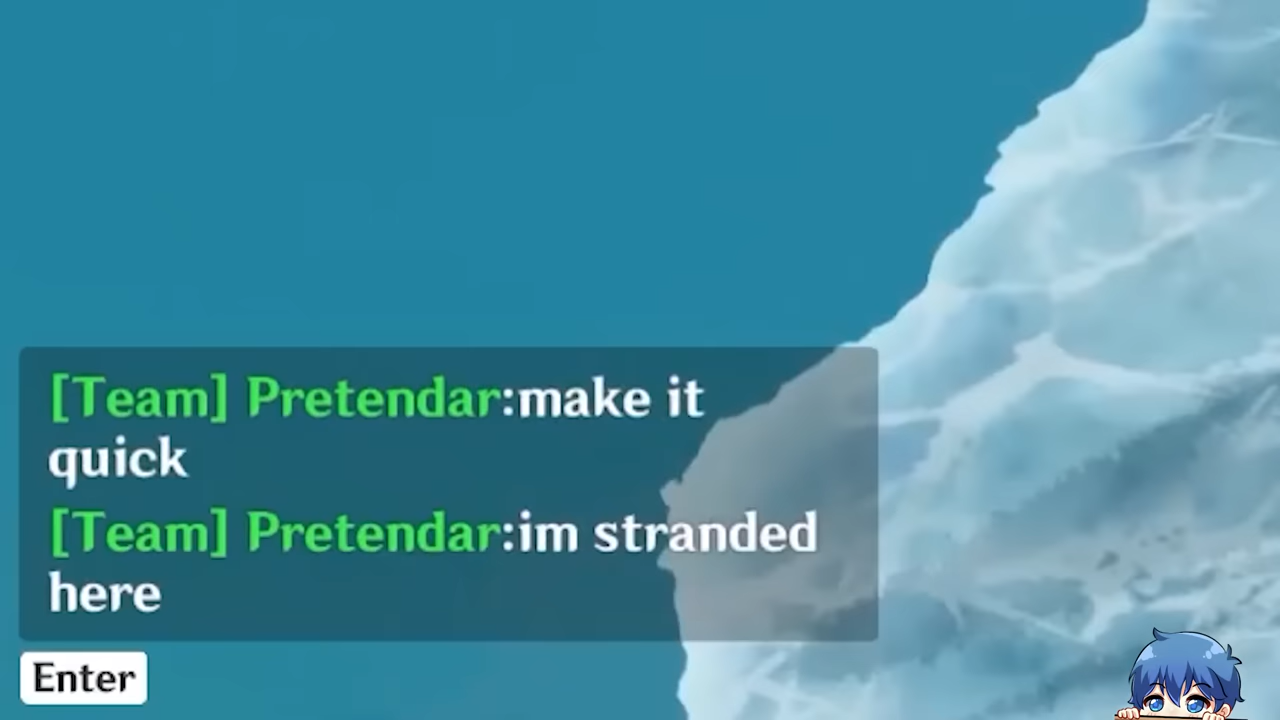 [Team] Pretendar:make it
quick
[Team] Pretendar:im stranded
here
Enter